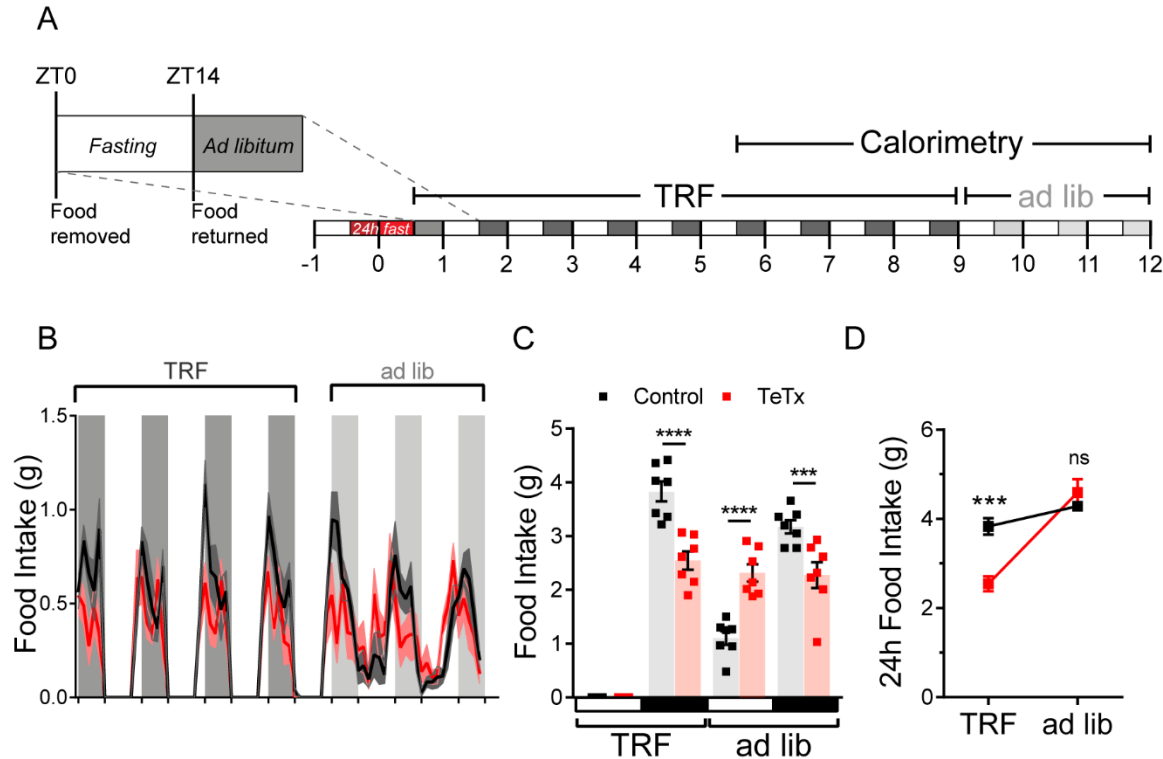 A
ZT0
ZT14
Fasting
Ad libitum
Food removed
Food returned
Calorimetry
TRF
ad lib
24h fast
-1 0 1 2 3 4 5 6 7 8 9 10 11 12
B
TRF
ad lib
Food Intake (g)
1.5
1.0
0.5
0.0
C
Control
TeTx
Food Intake (g)
5
4
3
2
1
0
****
****
***
TRF
ad lib
D
24h Food Intake (g)
6
4
2
0
***
ns
TRF
ad lib